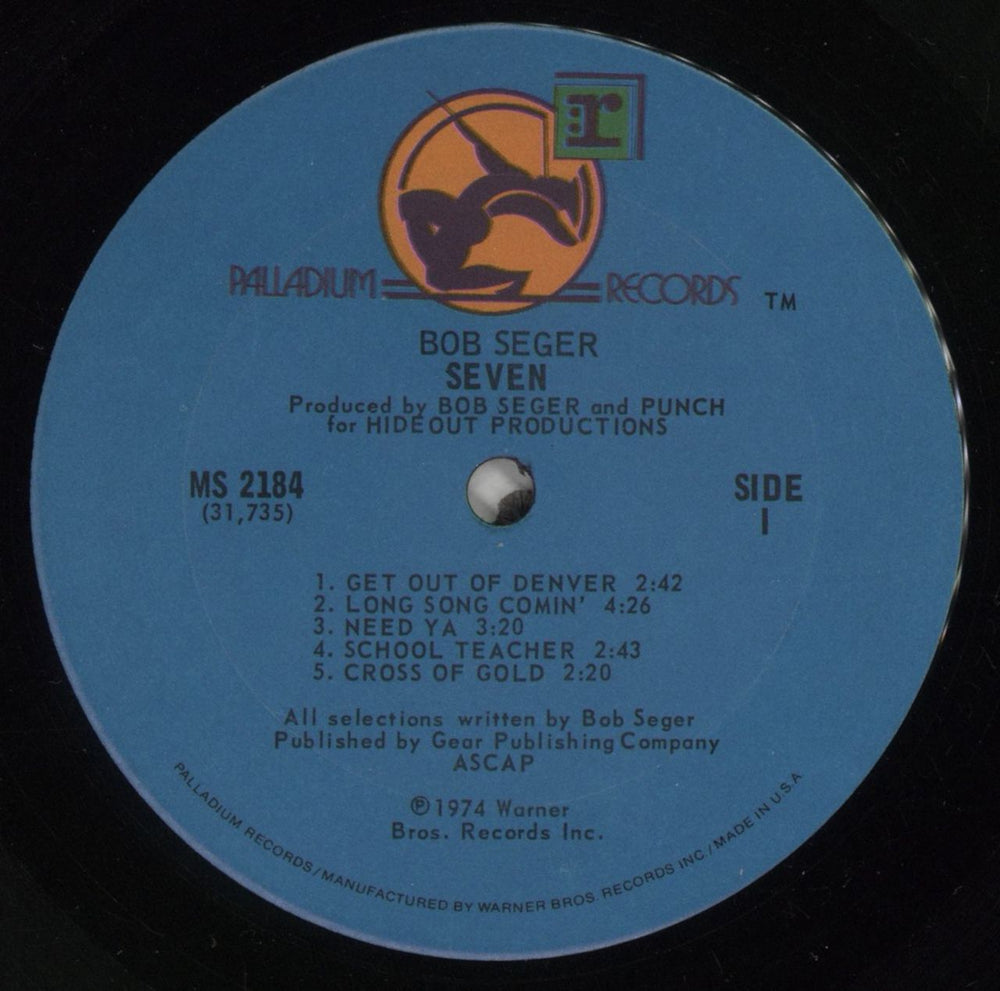 r
PALLADIUM RECORDS TM
BOB SEGER
SEVEN
Produced by BOB SEGER and PUNCH
for HIDEOUT PRODUCTIONS
MS 2184
(31,735)
SIDE
1
1. GET OUT OF DENVER 2:42
2. LONG SONG COMIN' 4:26
3. NEED YA 3:20
4. SCHOOL TEACHER 2:43
5. CROSS OF GOLD 2:20
All selections written by Bob Seger
Published by Gear Publishing Company
ASCAP
℗1974 Warner
Bros. Records Inc.
PALLADIUM RECORDS/MANUFACTURED BY WARNER BROS. RECORDS INC./MADE IN U.S.A